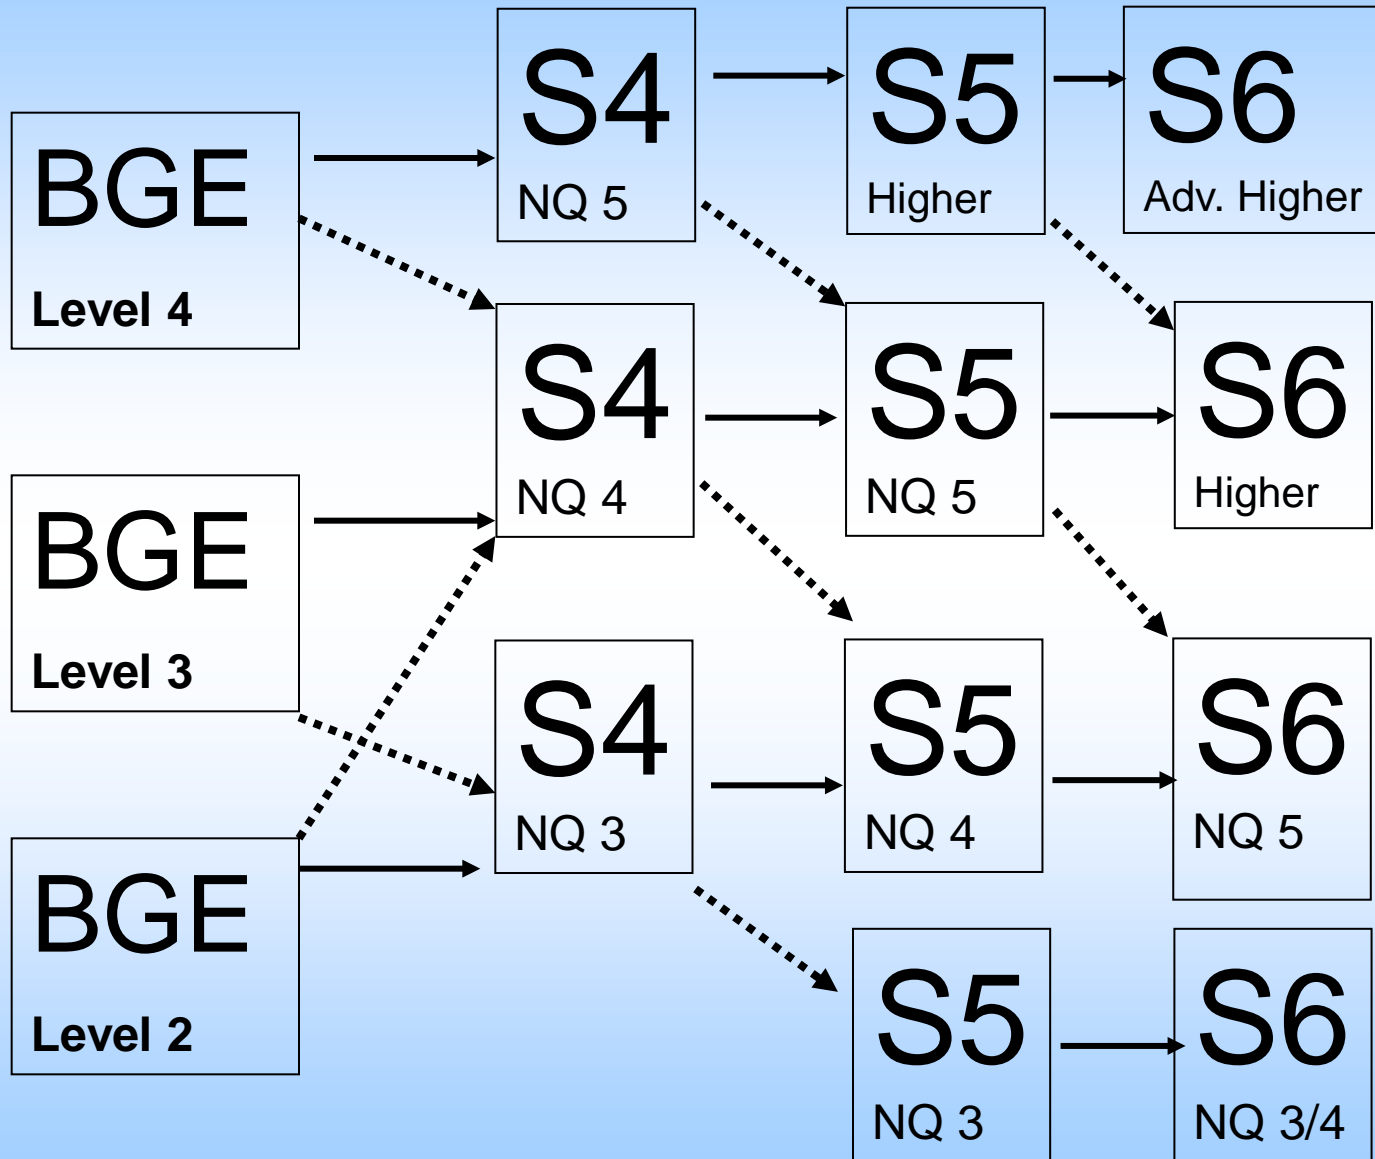 BGE
Level 4
BGE
Level 3
BGE
Level 2
S4
NQ 5
S4
NQ 4
S4
NQ 3
S5
Higher
S5
NQ 5
S5
NQ 4
S5
NQ 3
S6
Adv. Higher
S6
Higher
S6
NQ 5
S6
NQ 3/4